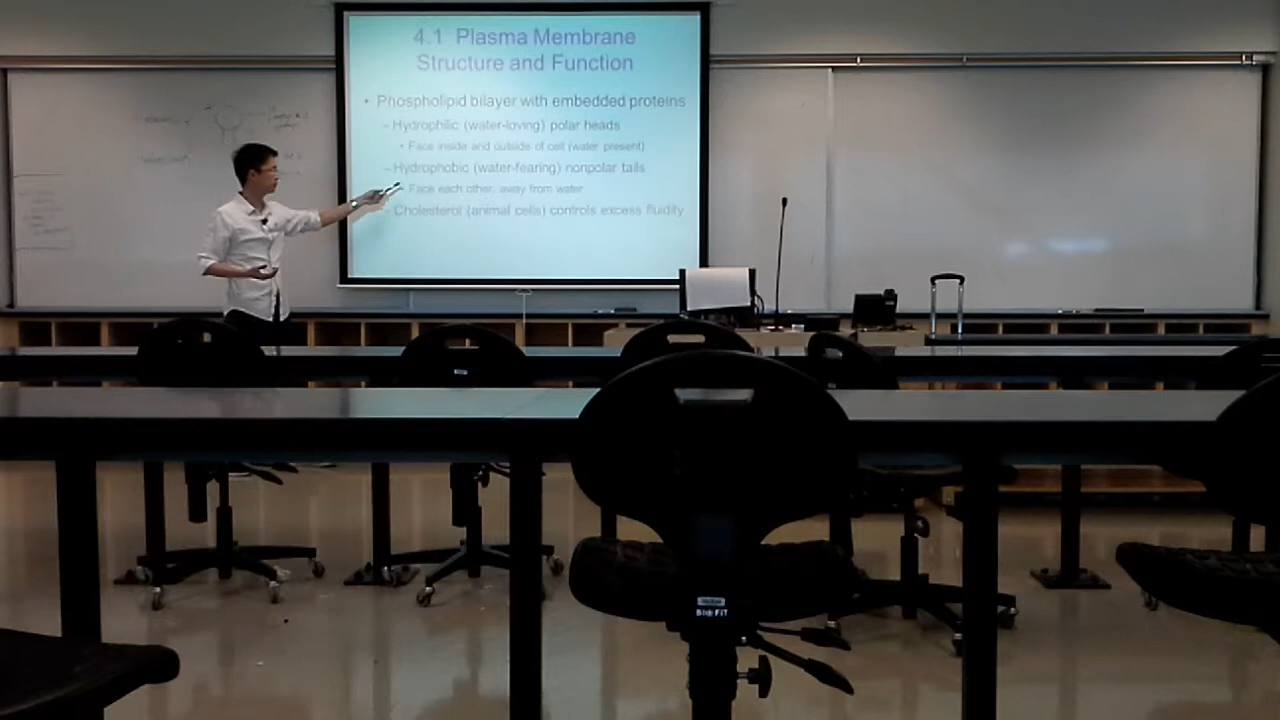 4.1 Plasma Membrane
Structure and Function
• Phospholipid bilayer with embedded proteins
– Hydrophilic (water-loving) polar heads
• Face inside and outside of cell (water present)
– Hydrophobic (water-fearing) nonpolar tails
Face each other, away from water
Cholesterol (animal cells) controls excess fluidity
BioFit